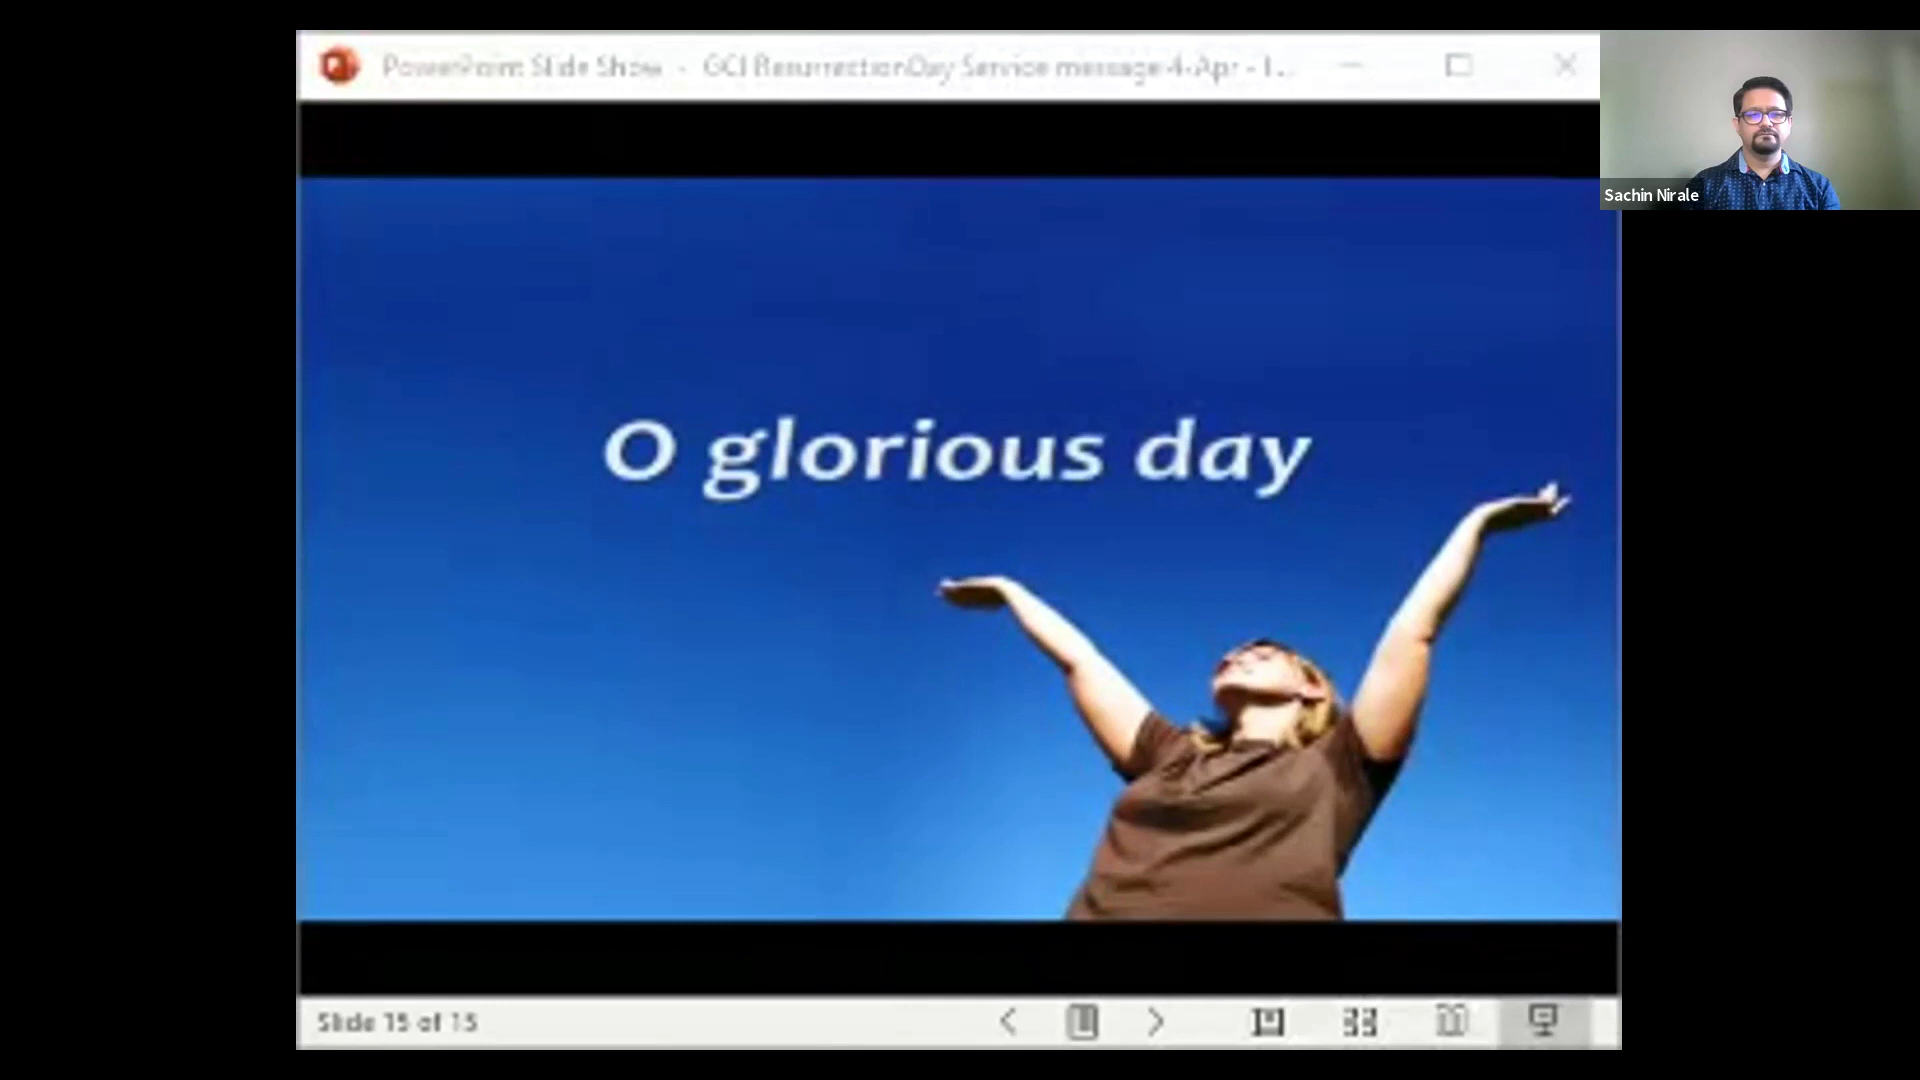 PowerPoint Slide Show - GCI ResurrectionDay Service message 4-Apr - I...
Sachin Nirale
O glorious day
Slide 15 of 15